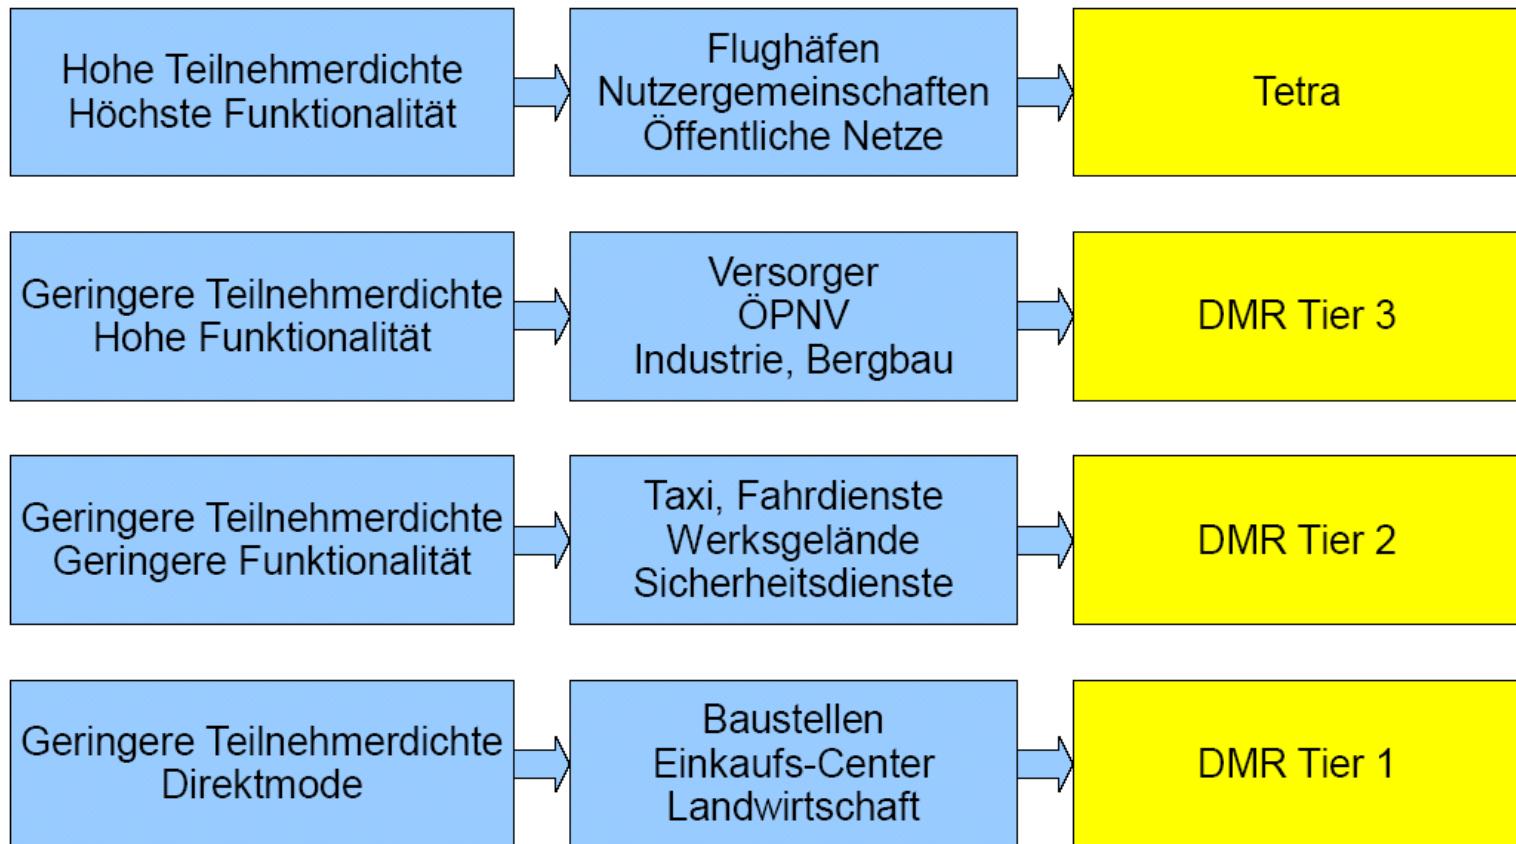 Hohe Teilnehmerdichte
Höchste Funktionalität
Flughäfen
Nutzergemeinschaften
Öffentliche Netze
Tetra
Geringere Teilnehmerdichte
Hohe Funktionalität
Versorger
ÖPNV
Industrie, Bergbau
DMR Tier 3
Geringere Teilnehmerdichte
Geringere Funktionalität
Taxi, Fahrdienste
Werksgelände
Sicherheitsdienste
DMR Tier 2
Geringere Teilnehmerdichte
Direktmode
Baustellen
Einkaufs-Center
Landwirtschaft
DMR Tier 1